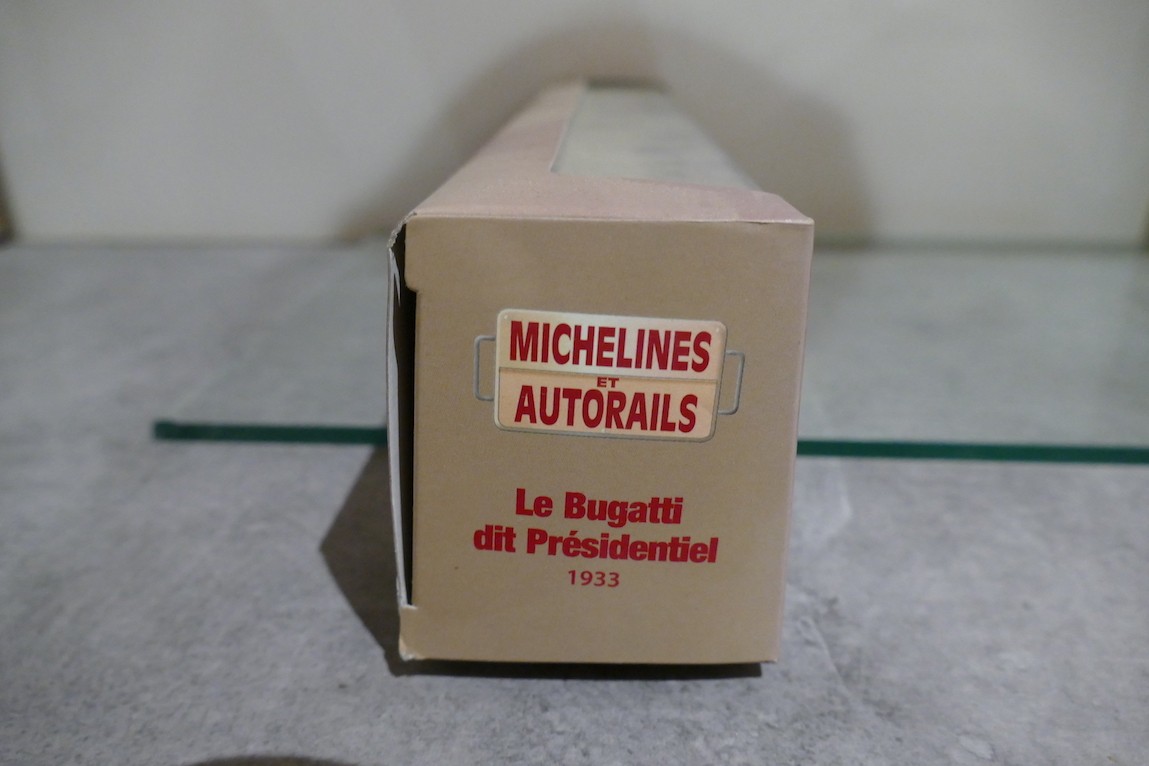 MICHELINES
ET
AUTORAILS
Le Bugatti
dit Présidentiel
1933